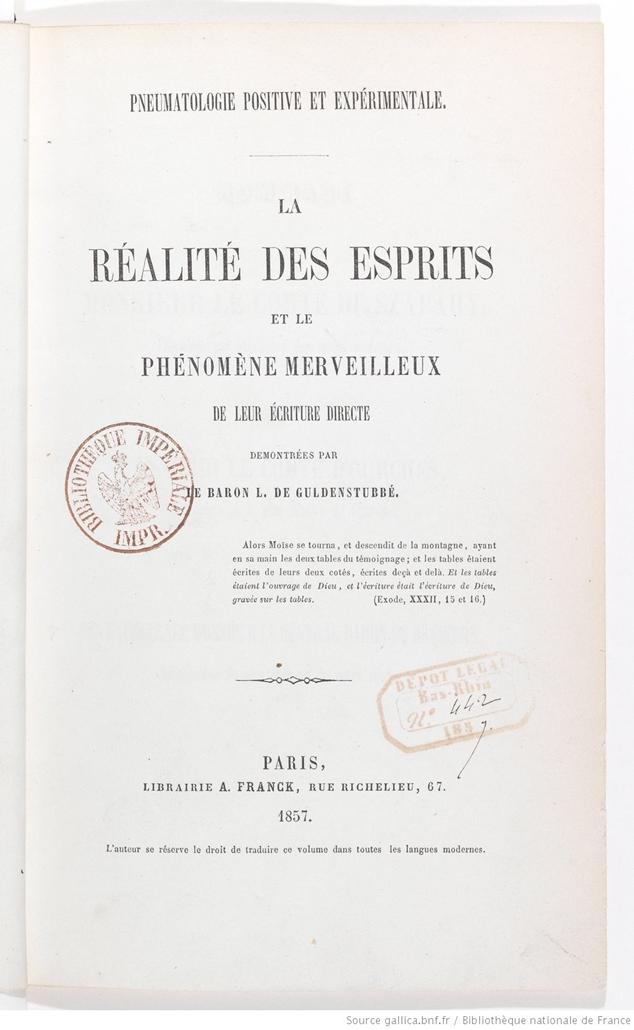 PNEUMATOLOGIE POSITIVE ET EXPÉRIMENTALE.
LA
RÉALITÉ DES ESPRITS
ET LE
PHÉNOMÈNE MERVEILLEUX
DE LEUR ÉCRITURE DIRECTE
DEMONTRÉES PAR
LE BARON L. DE GULDENSTUBBÉ.
BIBLIOTHEQUE IMPÉRIALE
IMPR.
Alors Moïse se tourna, et descendit de la montagne, ayant
en sa main les deux tables du témoignage; et les tables étaient
écrites de leurs deux cotés, écrites deçà et delà. Et les tables
étaient l'ouvrage de Dieu, et l'écriture était l'écriture de Dieu,
gravée sur les tables. (Exode, XXXII, 15 et 16.)
DÉPOT LÉGAL
Bas-Rhin
N° 442
185
7.
PARIS,
LIBRAIRIE A. FRANCK, RUE RICHELIEU, 67.
1857.
L'auteur se réserve le droit de traduire ce volume dans toutes les langues modernes.
Source gallica.bnf.fr / Bibliothèque nationale de France